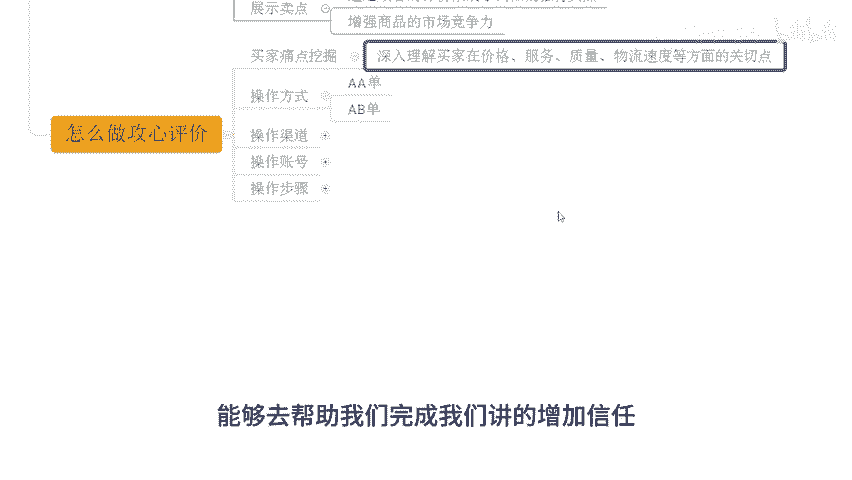 展示卖点
增强商品的市场竞争力
买家痛点挖掘
深入理解买家在价格、服务、质量、物流速度等方面的关切点
操作方式
AA单
AB单
怎么做攻心评价
操作渠道
操作账号
操作步骤
能够去帮助我们完成我们讲的增加信任